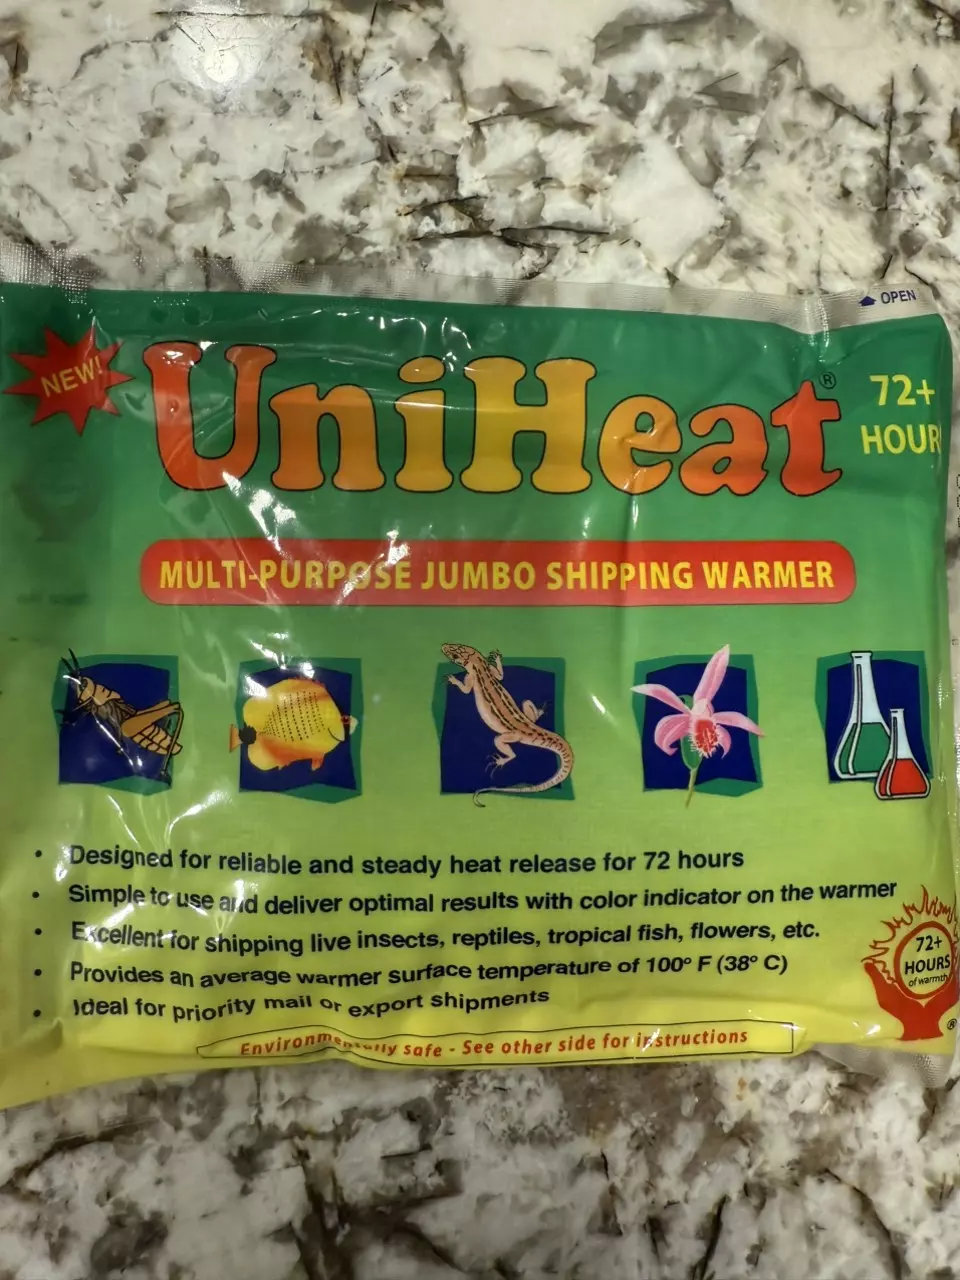 OPEN
NEW!
UniHeat®
72+
HOUR
MULTI-PURPOSE JUMBO SHIPPING WARMER
• Designed for reliable and steady heat release for 72 hours
• Simple to use and deliver optimal results with color indicator on the warmer
• Excellent for shipping live insects, reptiles, tropical fish, flowers, etc.
• Provides an average warmer surface temperature of 100° F (38° C)
• Ideal for priority mail or export shipments
72+
HOURS
of warmth
®
Environmentally safe - See other side for instructions